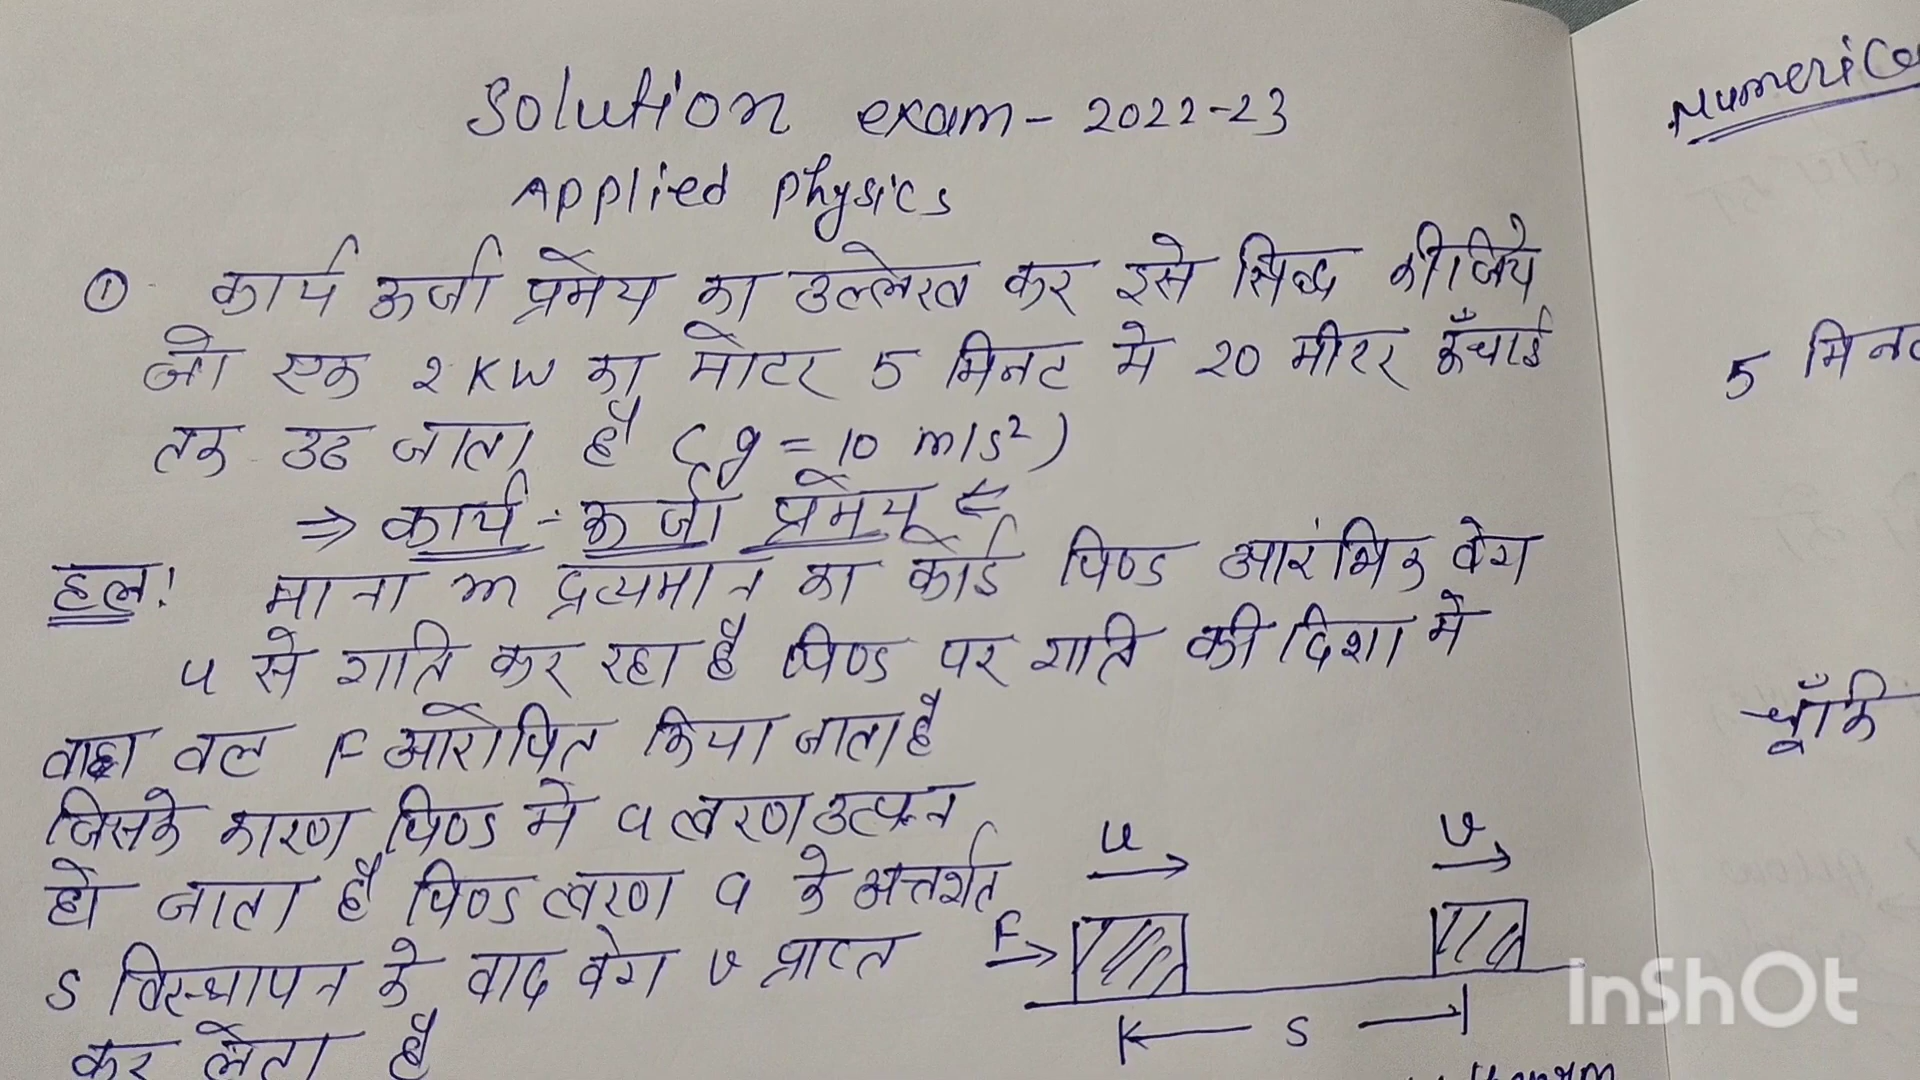 Solution exam - 2022-23
Applied Physics
① कार्य ऊर्जा प्रमेय का उल्लेख कर इसे सिद्ध कीजिये
जो एक 2 KW का मोटर 5 मिनट मे 20 मीटर ऊँचाई
तक उठ जाता है (g = 10 m/s²)
⇒ कार्य - ऊर्जा प्रमेय ⇐
हल! माना m द्रव्यमान का कोई पिण्ड आरंभिक वेग
u से गति कर रहा है पिण्ड पर गति की दिशा मे
वाह्य वल F आरोपित किया जाता है
जिसके कारण पिण्ड मे a त्वरण उत्पन्न
हो जाता है पिण्ड त्वरण a के अन्तर्गत
S विस्थापन के वाद वेग v प्राप्त
कर लेता है
u
v
F
S
5 मिनट
चूँकि
InShOt